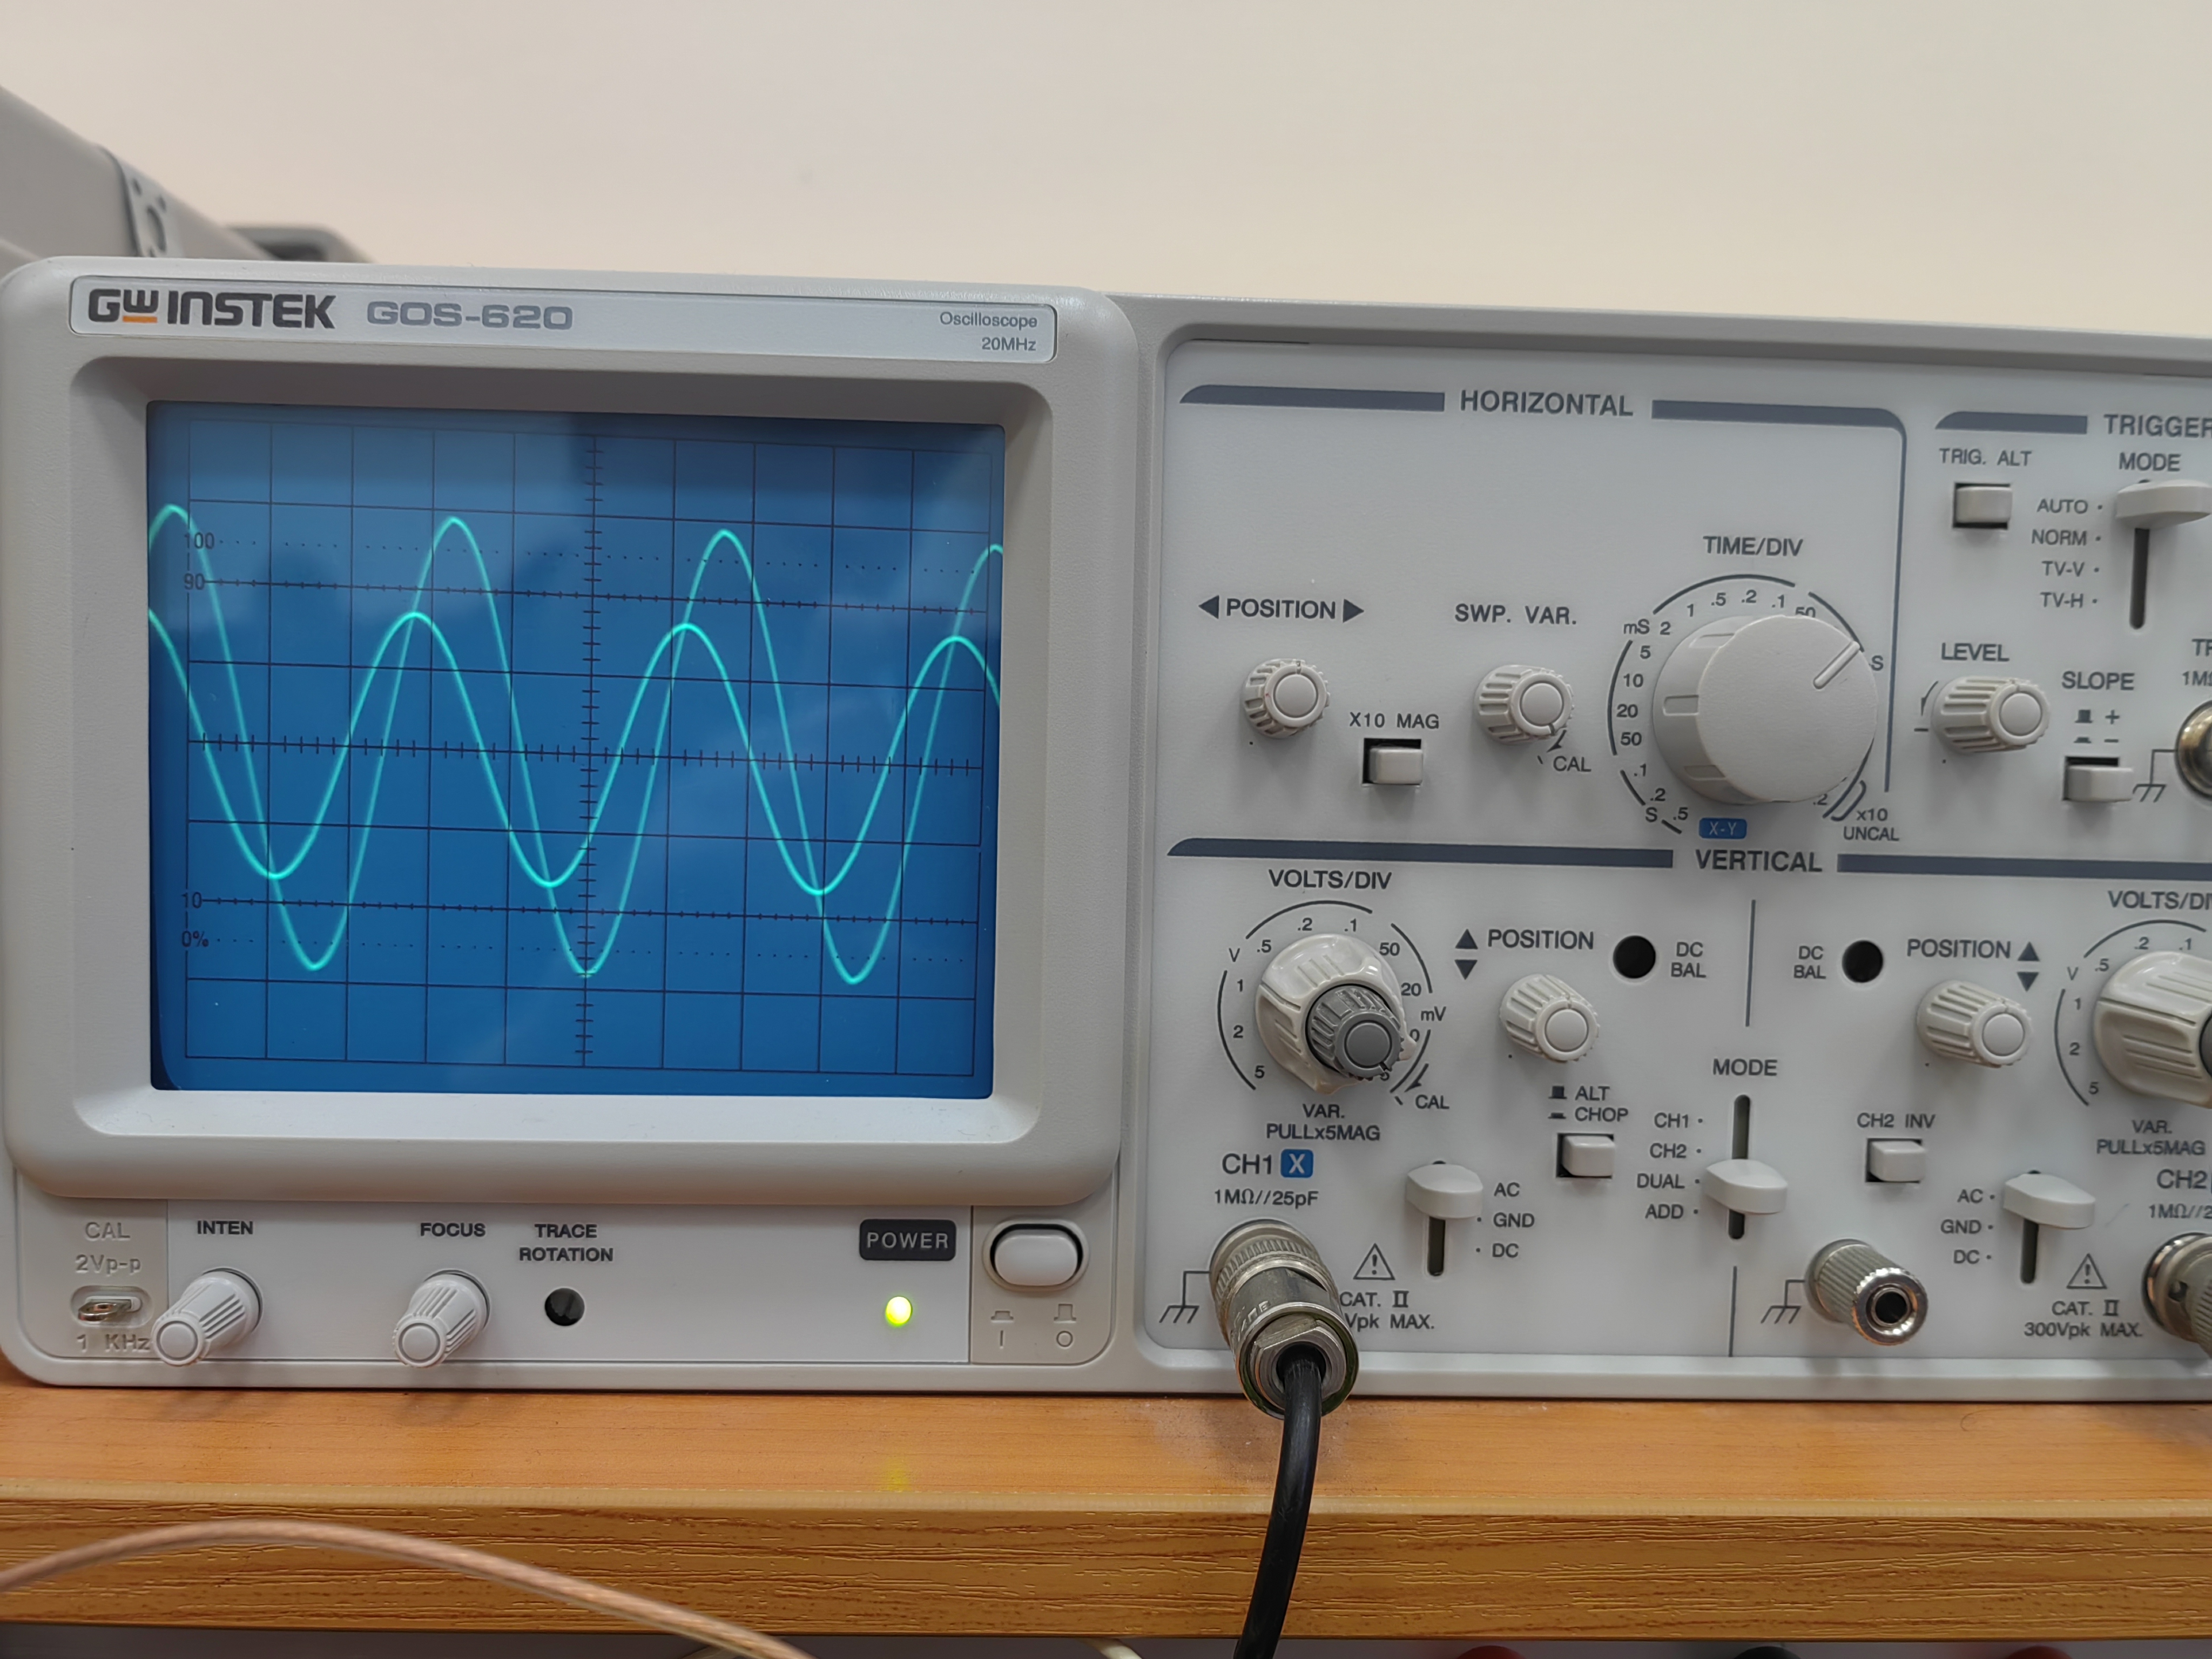 GW INSTEK GOS-620
Oscilloscope
20MHz
100
90
10
0%
CAL
2Vp-p
1 KHz
INTEN
FOCUS
TRACE
ROTATION
POWER
I O
HORIZONTAL
◀ POSITION ▶
X10 MAG
SWP. VAR.
CAL
TIME/DIV
mS 2 1 .5 .2 .1 50
5
10
20
50
.1
.2
S .5
X-Y
S
.2
x10
UNCAL
TRIGGER
TRIG. ALT
MODE
AUTO
NORM
TV-V
TV-H
LEVEL
SLOPE
+
−
VERTICAL
VOLTS/DIV
V .5 .2 .1 50
1
2
5
20
mV
5
CAL
VAR.
PULLx5MAG
CH1 X
1MΩ//25pF
▲ POSITION
▼
DC
BAL
ALT
CHOP
AC
GND
DC
CAT. II
Vpk MAX.
MODE
CH1
CH2
DUAL
ADD
DC
BAL
POSITION ▲
▼
CH2 INV
VOLTS/DI
V .5 .2 .1
1
2
5
VAR.
PULLx5MAG
CH2
1MΩ//2
AC
GND
DC
CAT. II
300Vpk MAX.